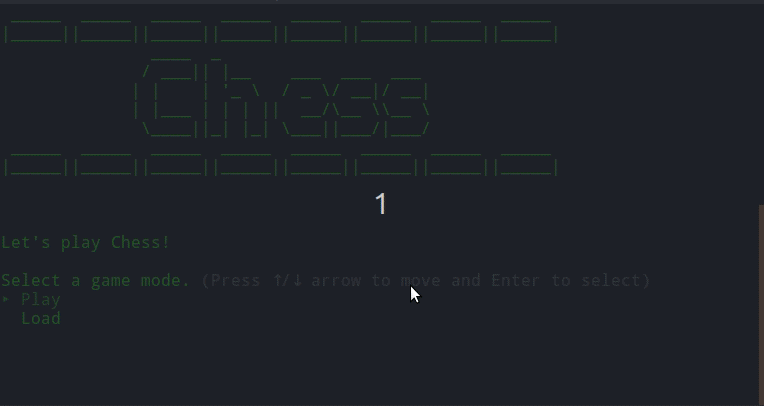 Chess
1
Let's play Chess!
Select a game mode. (Press ↑/↓ arrow to move and Enter to select)
‣ Play
Load